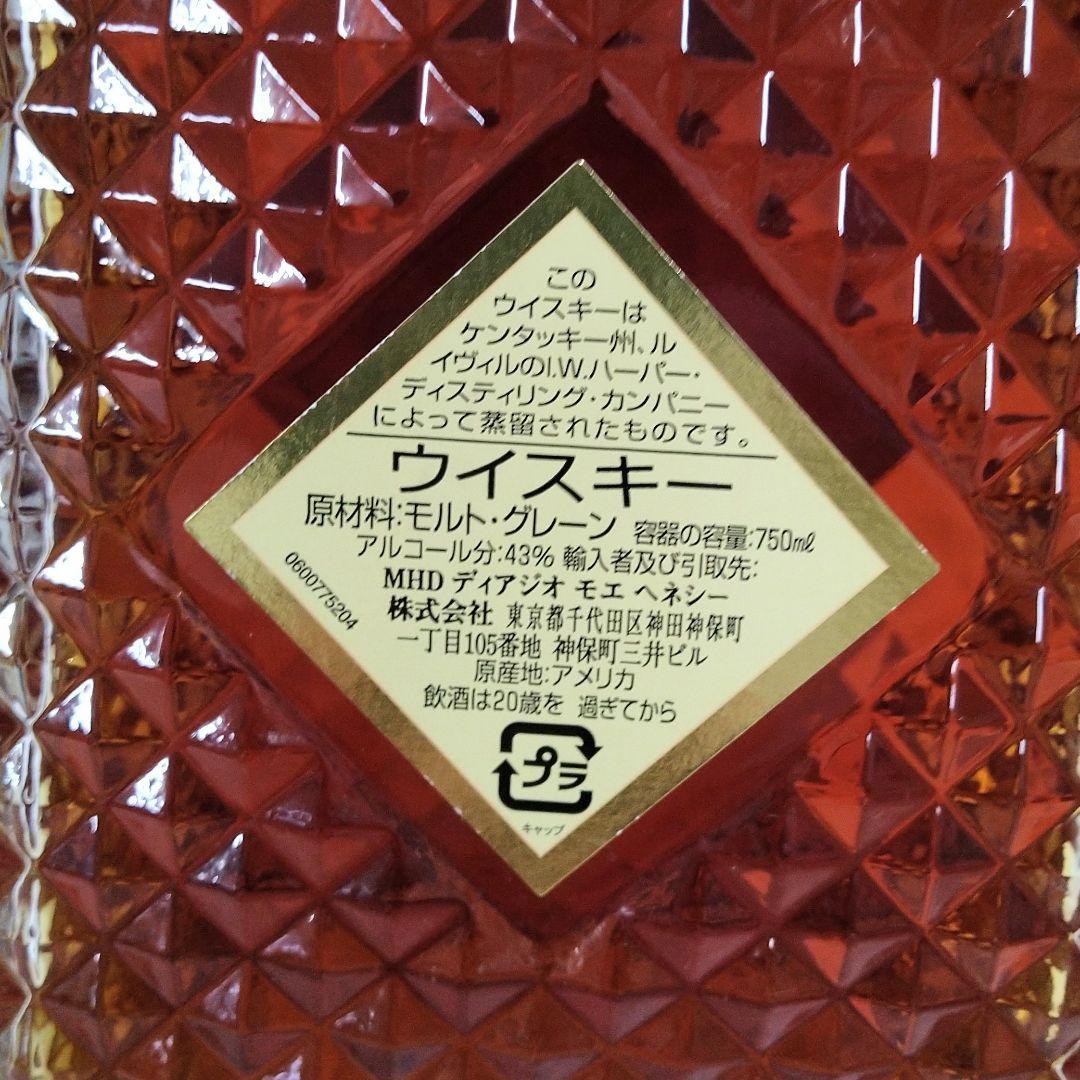 この
ウイスキーは
ケンタッキー州、ル
イヴィルのI.W.ハーパー・
ディスティリング・カンパニー
によって蒸留されたものです。
ウイスキー
原材料:モルト・グレーン 容器の容量:750mℓ
アルコール分:43% 輸入者及び引取先:
MHD ディアジオ モエ ヘネシー
株式会社 東京都千代田区神田神保町
一丁目105番地 神保町三井ビル
原産地:アメリカ
飲酒は20歳を 過ぎてから
0600775204
プラ
キャップ